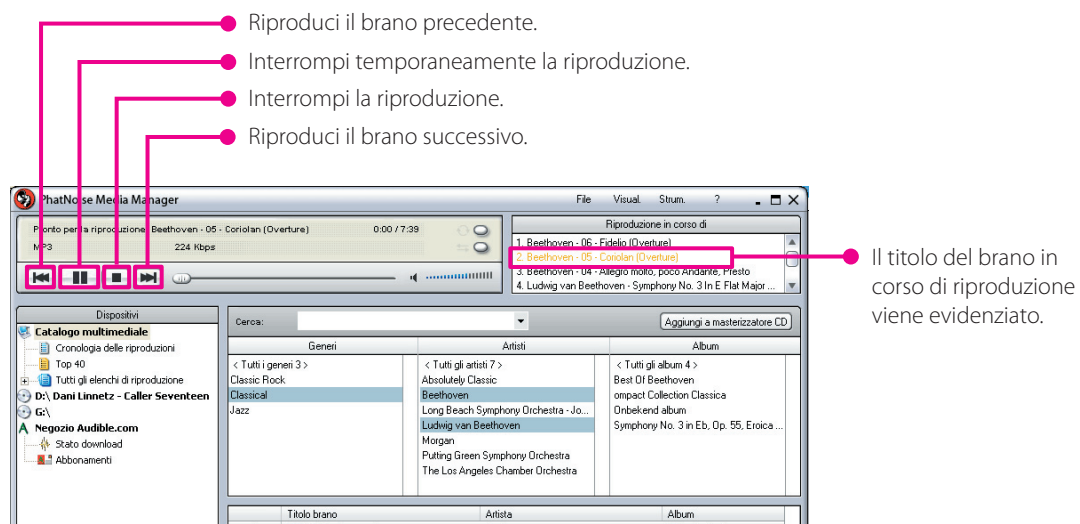 Riproduci il brano precedente.
Interrompi temporaneamente la riproduzione.
Interrompi la riproduzione.
Riproduci il brano successivo.
PhatNoise Media Manager
File Visual. Strum. ?
Pronto per la riproduzione: Beethoven - 05 - Coriolan (Overture) 0:00 / 7:39
MP3 224 Kbps
Riproduzione in corso di
1. Beethoven - 06 - Fidelio (Overture)
2. Beethoven - 05 - Coriolan (Overture)
3. Beethoven - 04 - Allegro molto, poco Andante, Presto
4. Ludwig van Beethoven - Symphony No. 3 In E Flat Major ...
Il titolo del brano in
corso di riproduzione
viene evidenziato.
Dispositivi
Catalogo multimediale
Cronologia delle riproduzioni
Top 40
Tutti gli elenchi di riproduzione
D:\ Dani Linnetz - Caller Seventeen
G:\
Negozio Audible.com
Stato download
Abbonamenti
Cerca:
Aggiungi a masterizzatore CD
Generi
< Tutti i generi 3 >
Classic Rock
Classical
Jazz
Artisti
< Tutti gli artisti 7 >
Absolutely Classic
Beethoven
Long Beach Symphony Orchestra - Jo...
Ludwig van Beethoven
Morgan
Putting Green Symphony Orchestra
The Los Angeles Chamber Orchestra
Album
< Tutti gli album 4 >
Best Of Beethoven
ompact Collection Classica
Onbekend album
Symphony No. 3 in Eb, Op. 55, Eroica ...
Titolo brano Artista Album